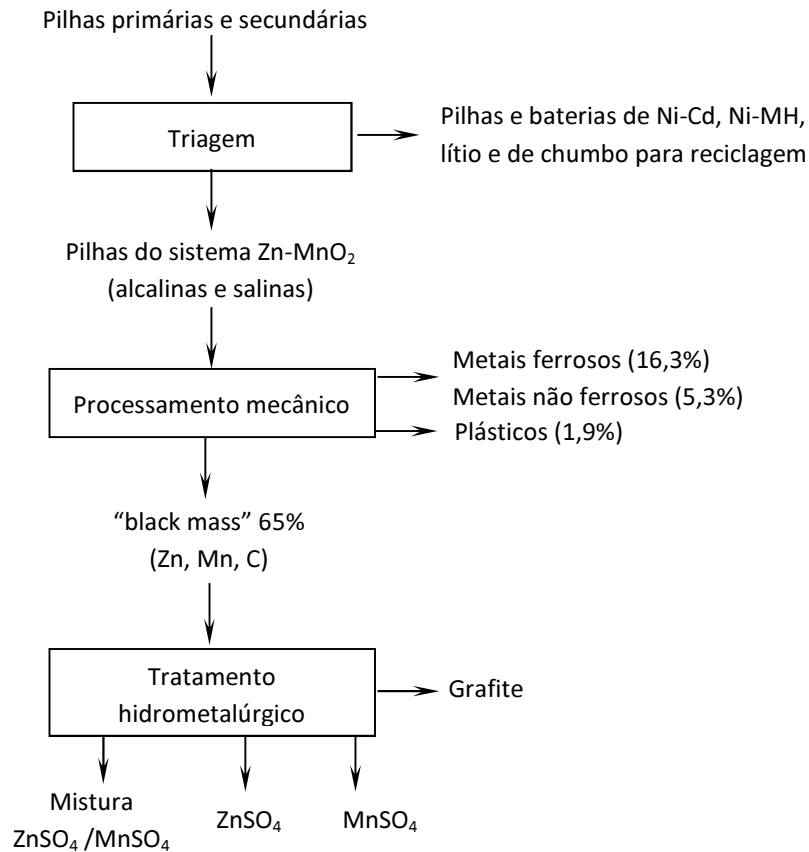 Pilhas primárias e secundárias
Triagem
Pilhas e baterias de Ni-Cd, Ni-MH,
lítio e de chumbo para reciclagem
Pilhas do sistema Zn-MnO₂
(alcalinas e salinas)
Processamento mecânico
Metais ferrosos (16,3%)
Metais não ferrosos (5,3%)
Plásticos (1,9%)
“black mass” 65%
(Zn, Mn, C)
Tratamento
hidrometalúrgico
Grafite
Mistura
ZnSO₄ /MnSO₄
ZnSO₄
MnSO₄